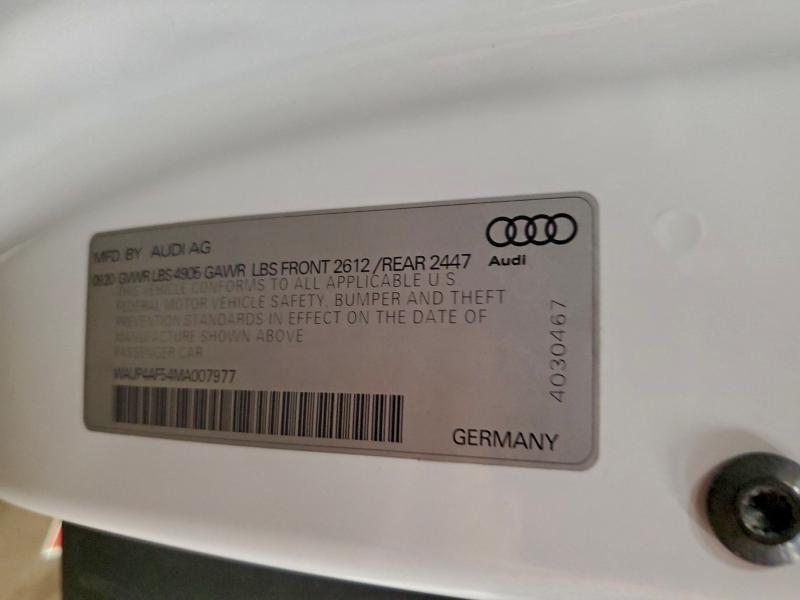 MFD. BY AUDI AG
09/20 GVWR LBS 4905 GAWR LBS FRONT 2612 / REAR 2447
Audi
THIS VEHICLE CONFORMS TO ALL APPLICABLE U S
FEDERAL MOTOR VEHICLE SAFETY, BUMPER AND THEFT
PREVENTION STANDARDS IN EFFECT ON THE DATE OF
MANUFACTURE SHOWN ABOVE
PASSENGER CAR
WAUP4AF54MA007977
GERMANY
4030467